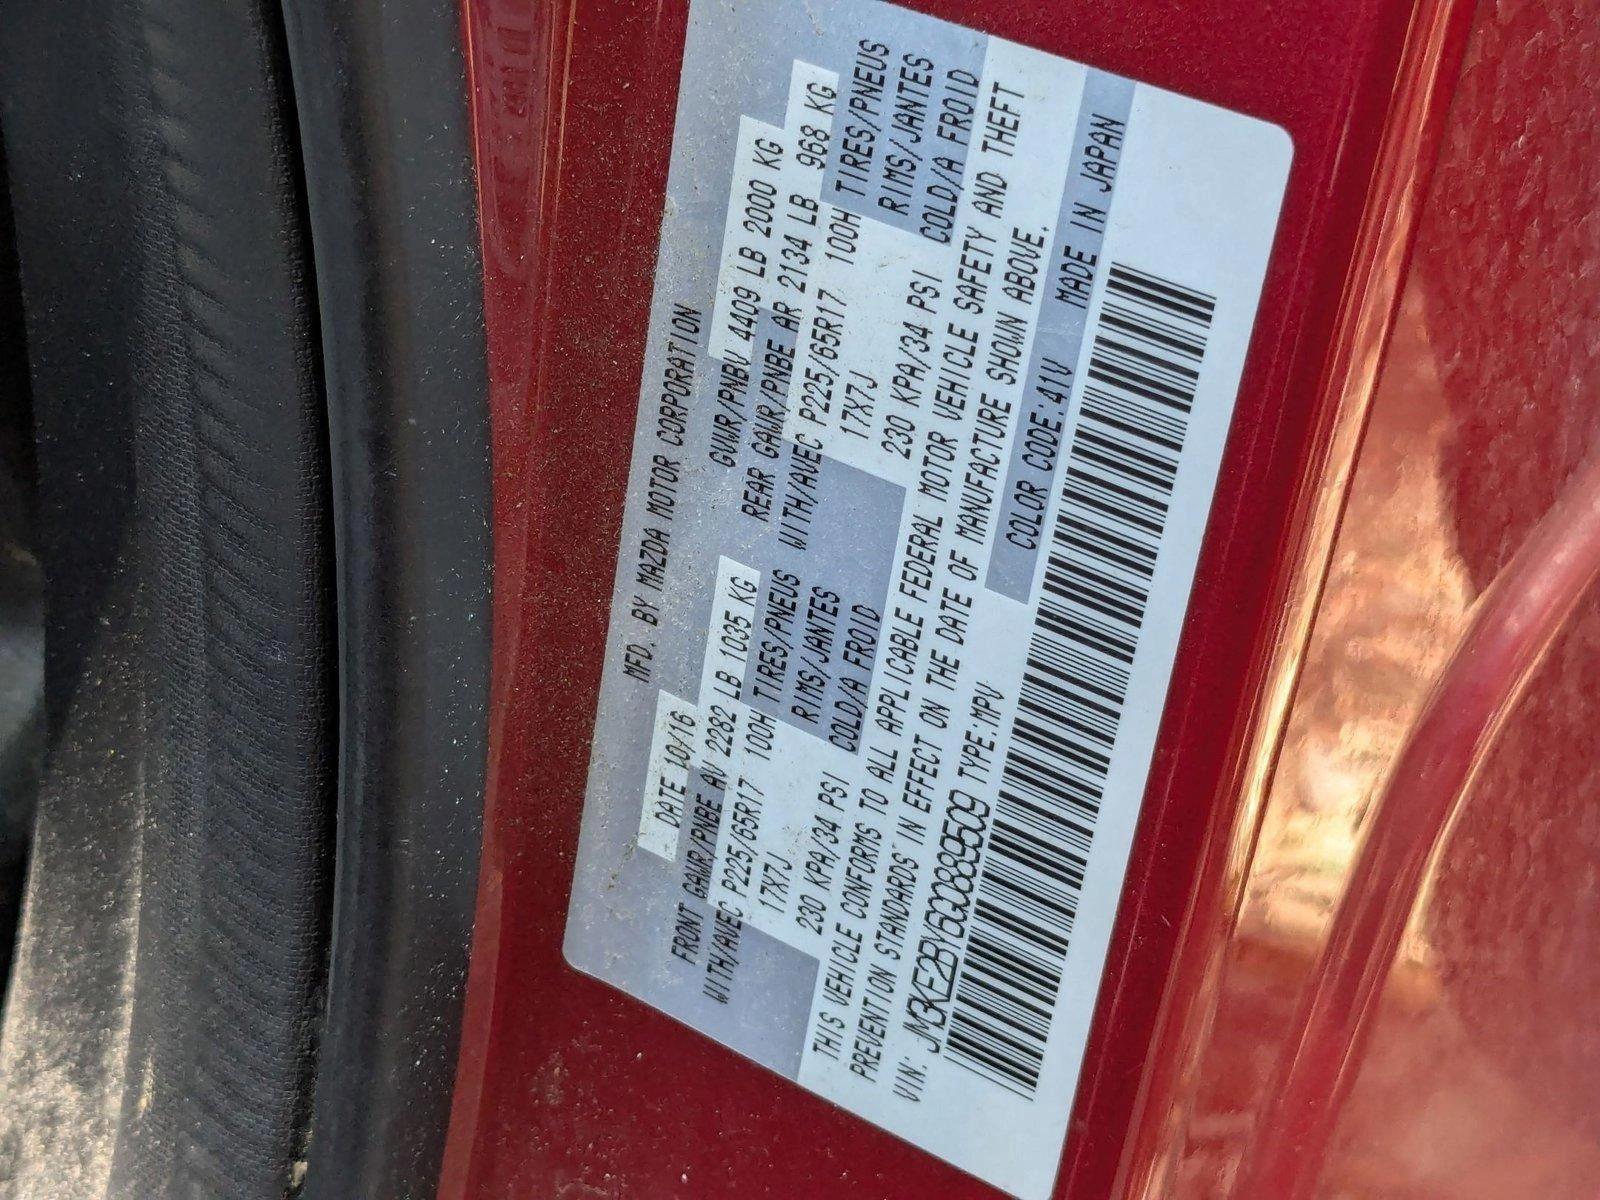 MFD. BY MAZDA MOTOR CORPORATION
DATE 10/16 GVWR/PNBV 4409 LB 2000 KG
FRONT GAWR/PNBE AV 2282 LB 1035 KG REAR GAWR/PNBE AR 2134 LB 968 KG
WITH/AVEC P225/65R17 100H TIRES/PNEUS WITH/AVEC P225/65R17 100H TIRES/PNEUS
17X7J RIMS/JANTES 17X7J RIMS/JANTES
230 KPA/34 PSI COLD/A FROID 230 KPA/34 PSI COLD/A FROID
THIS VEHICLE CONFORMS TO ALL APPLICABLE FEDERAL MOTOR VEHICLE SAFETY AND THEFT
PREVENTION STANDARDS IN EFFECT ON THE DATE OF MANUFACTURE SHOWN ABOVE.
VIN: JM3KE2BY6G0889509 TYPE:MPV COLOR CODE:41V MADE IN JAPAN